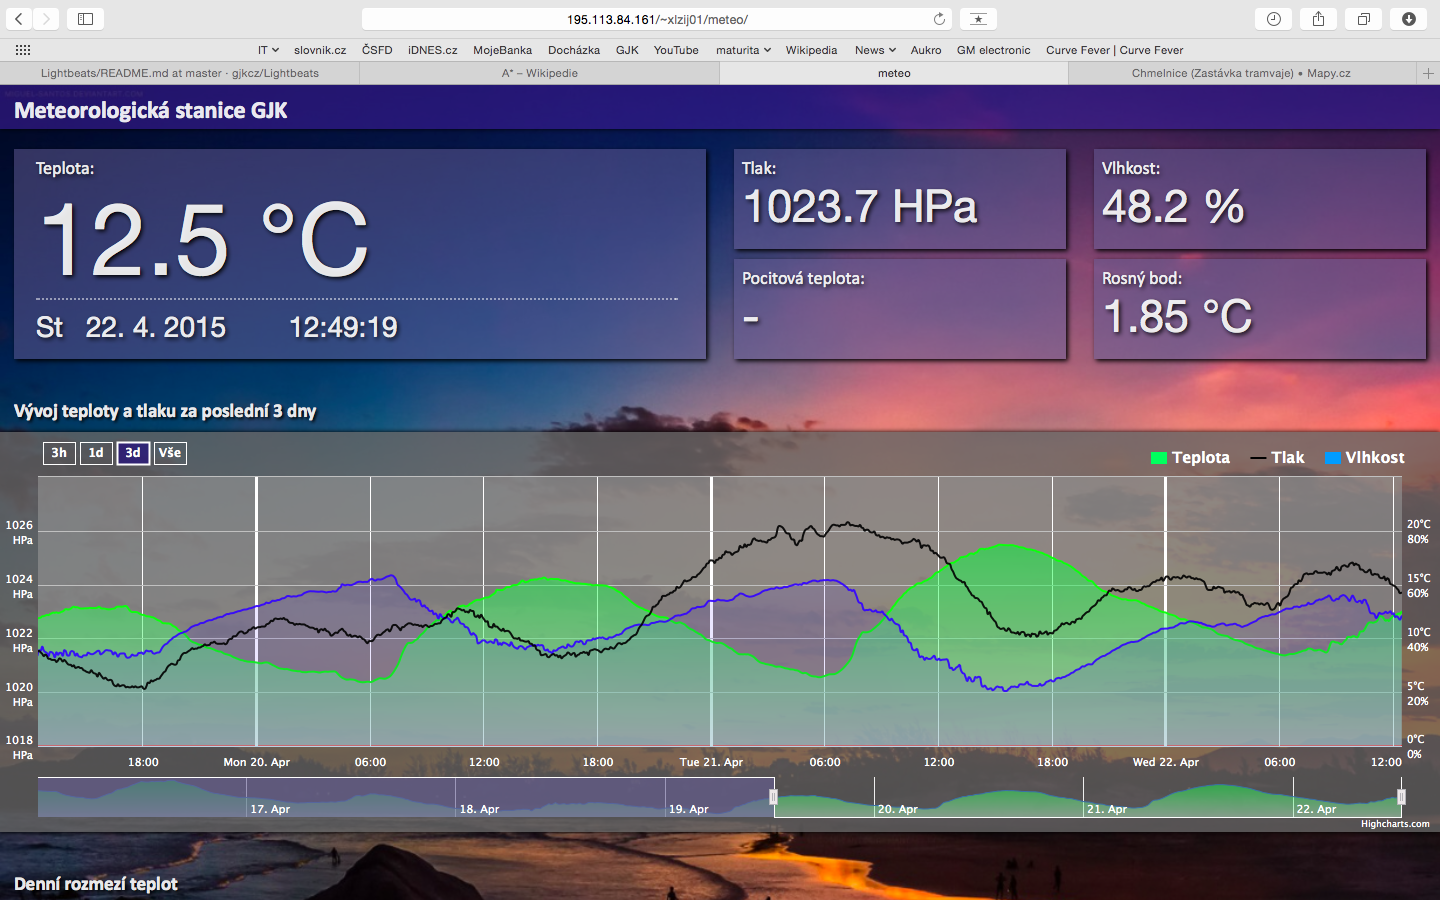 195.113.84.161/~xlzij01/meteo/
IT slovnik.cz ČSFD iDNES.cz MojeBanka Docházka GJK YouTube maturita Wikipedia News Aukro GM electronic Curve Fever | Curve Fever
Lightbeats/README.md at master · gjkcz/Lightbeats A* – Wikipedie meteo Chmelnice (Zastávka tramvaje) • Mapy.cz
Meteorologická stanice GJK
Teplota:
12.5 °C
St 22. 4. 2015 12:49:19
Tlak:
1023.7 HPa
Vlhkost:
48.2 %
Pocitová teplota:
-
Rosný bod:
1.85 °C
Vývoj teploty a tlaku za poslední 3 dny
3h 1d 3d Vše
Teplota Tlak Vlhkost
1026 HPa
1024 HPa
1022 HPa
1020 HPa
1018 HPa
20°C 80%
15°C 60%
10°C 40%
5°C 20%
0°C 0%
18:00 Mon 20. Apr 06:00 12:00 18:00 Tue 21. Apr 06:00 12:00 18:00 Wed 22. Apr 06:00 12:00
17. Apr 18. Apr 19. Apr 20. Apr 21. Apr 22. Apr
Highcharts.com
Denní rozmezí teplot